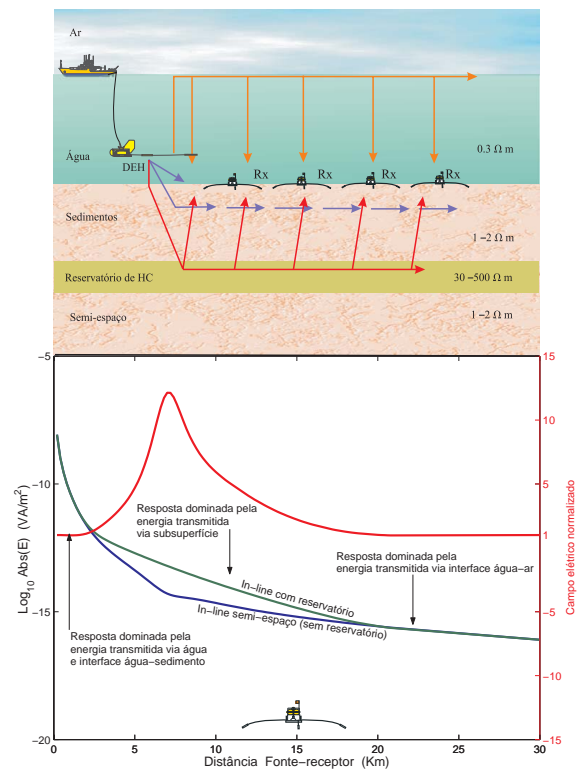 Ar
Água
DEH
Rx
Rx
Rx
Rx
0.3 Ω m
Sedimentos
1 –2 Ω m
Reservatório de HC
30 –500 Ω m
Semi-espaço
1 –2 Ω m
−5
−10
−15
−20
Log10 Abs(E) (VA/m2)
15
10
5
1
−5
−10
−15
Campo elétrico normalizado
Resposta dominada pela
energia transmitida
via subsuperfície
Resposta dominada pela
energia transmitida via interface água−ar
In−line com reservatório
In−line semi−espaço (sem reservatório)
Resposta dominada pela
energia transmitida via água
e interface água−sedimento
0
5
10
15
20
25
30
Distância Fonte−receptor (Km)